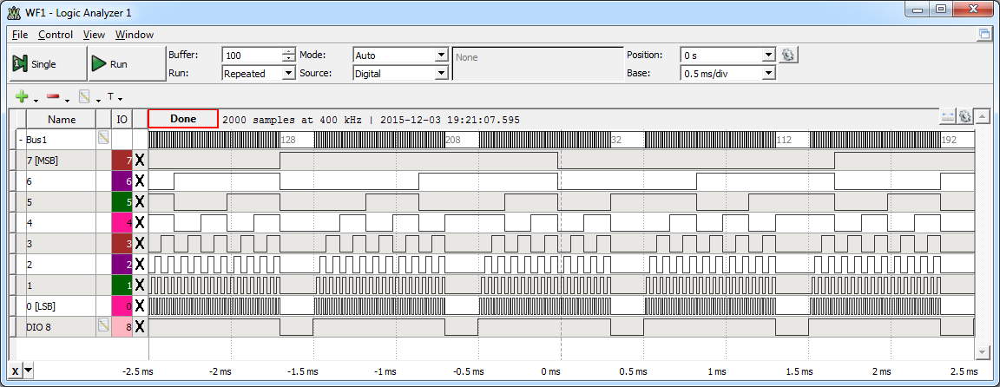 WF1 - Logic Analyzer 1
File Control View Window
Single Run Buffer: 100 Mode: Auto None Position: 0 s
Run: Repeated Source: Digital Base: 0.5 ms/div
T
Name IO Done 2000 samples at 400 kHz | 2015-12-03 19:21:07.595
- Bus1 128 208 32 112 192
7 [MSB] 7 X
6 6 X
5 5 X
4 4 X
3 3 X
2 2 X
1 1 X
0 [LSB] 0 X
DIO 8 8 X
X -2.5 ms -2 ms -1.5 ms -1 ms -0.5 ms 0 ms 0.5 ms 1 ms 1.5 ms 2 ms 2.5 ms